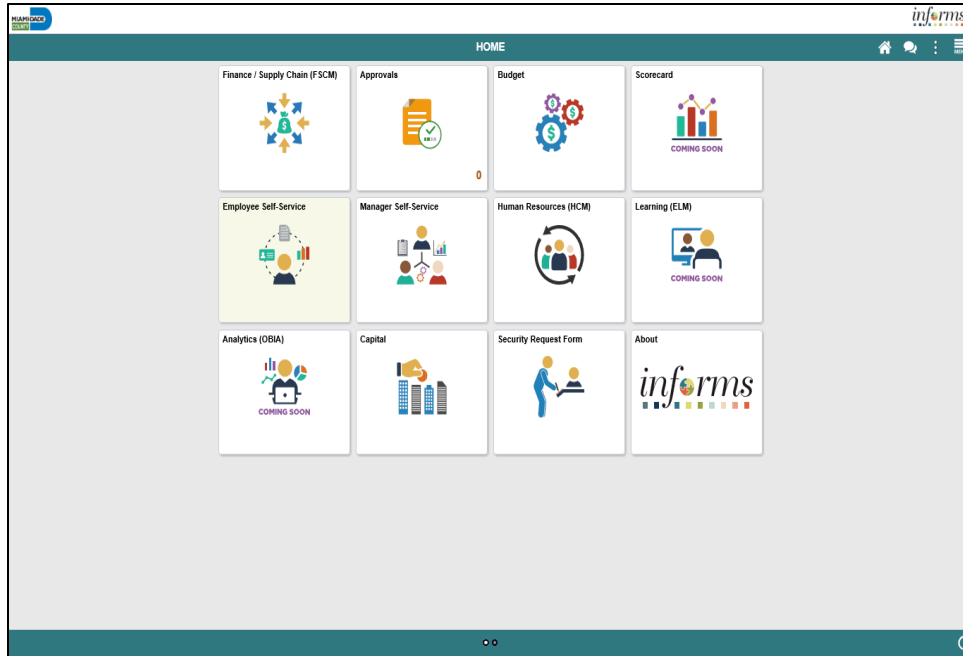 MIAMI-DADE
COUNTY
informs
HOME
MENU
Finance / Supply Chain (FSCM)
Approvals
Budget
Scorecard
COMING SOON
0
Employee Self-Service
Manager Self-Service
Human Resources (HCM)
Learning (ELM)
COMING SOON
Analytics (OBIA)
Capital
Security Request Form
About
COMING SOON
informs